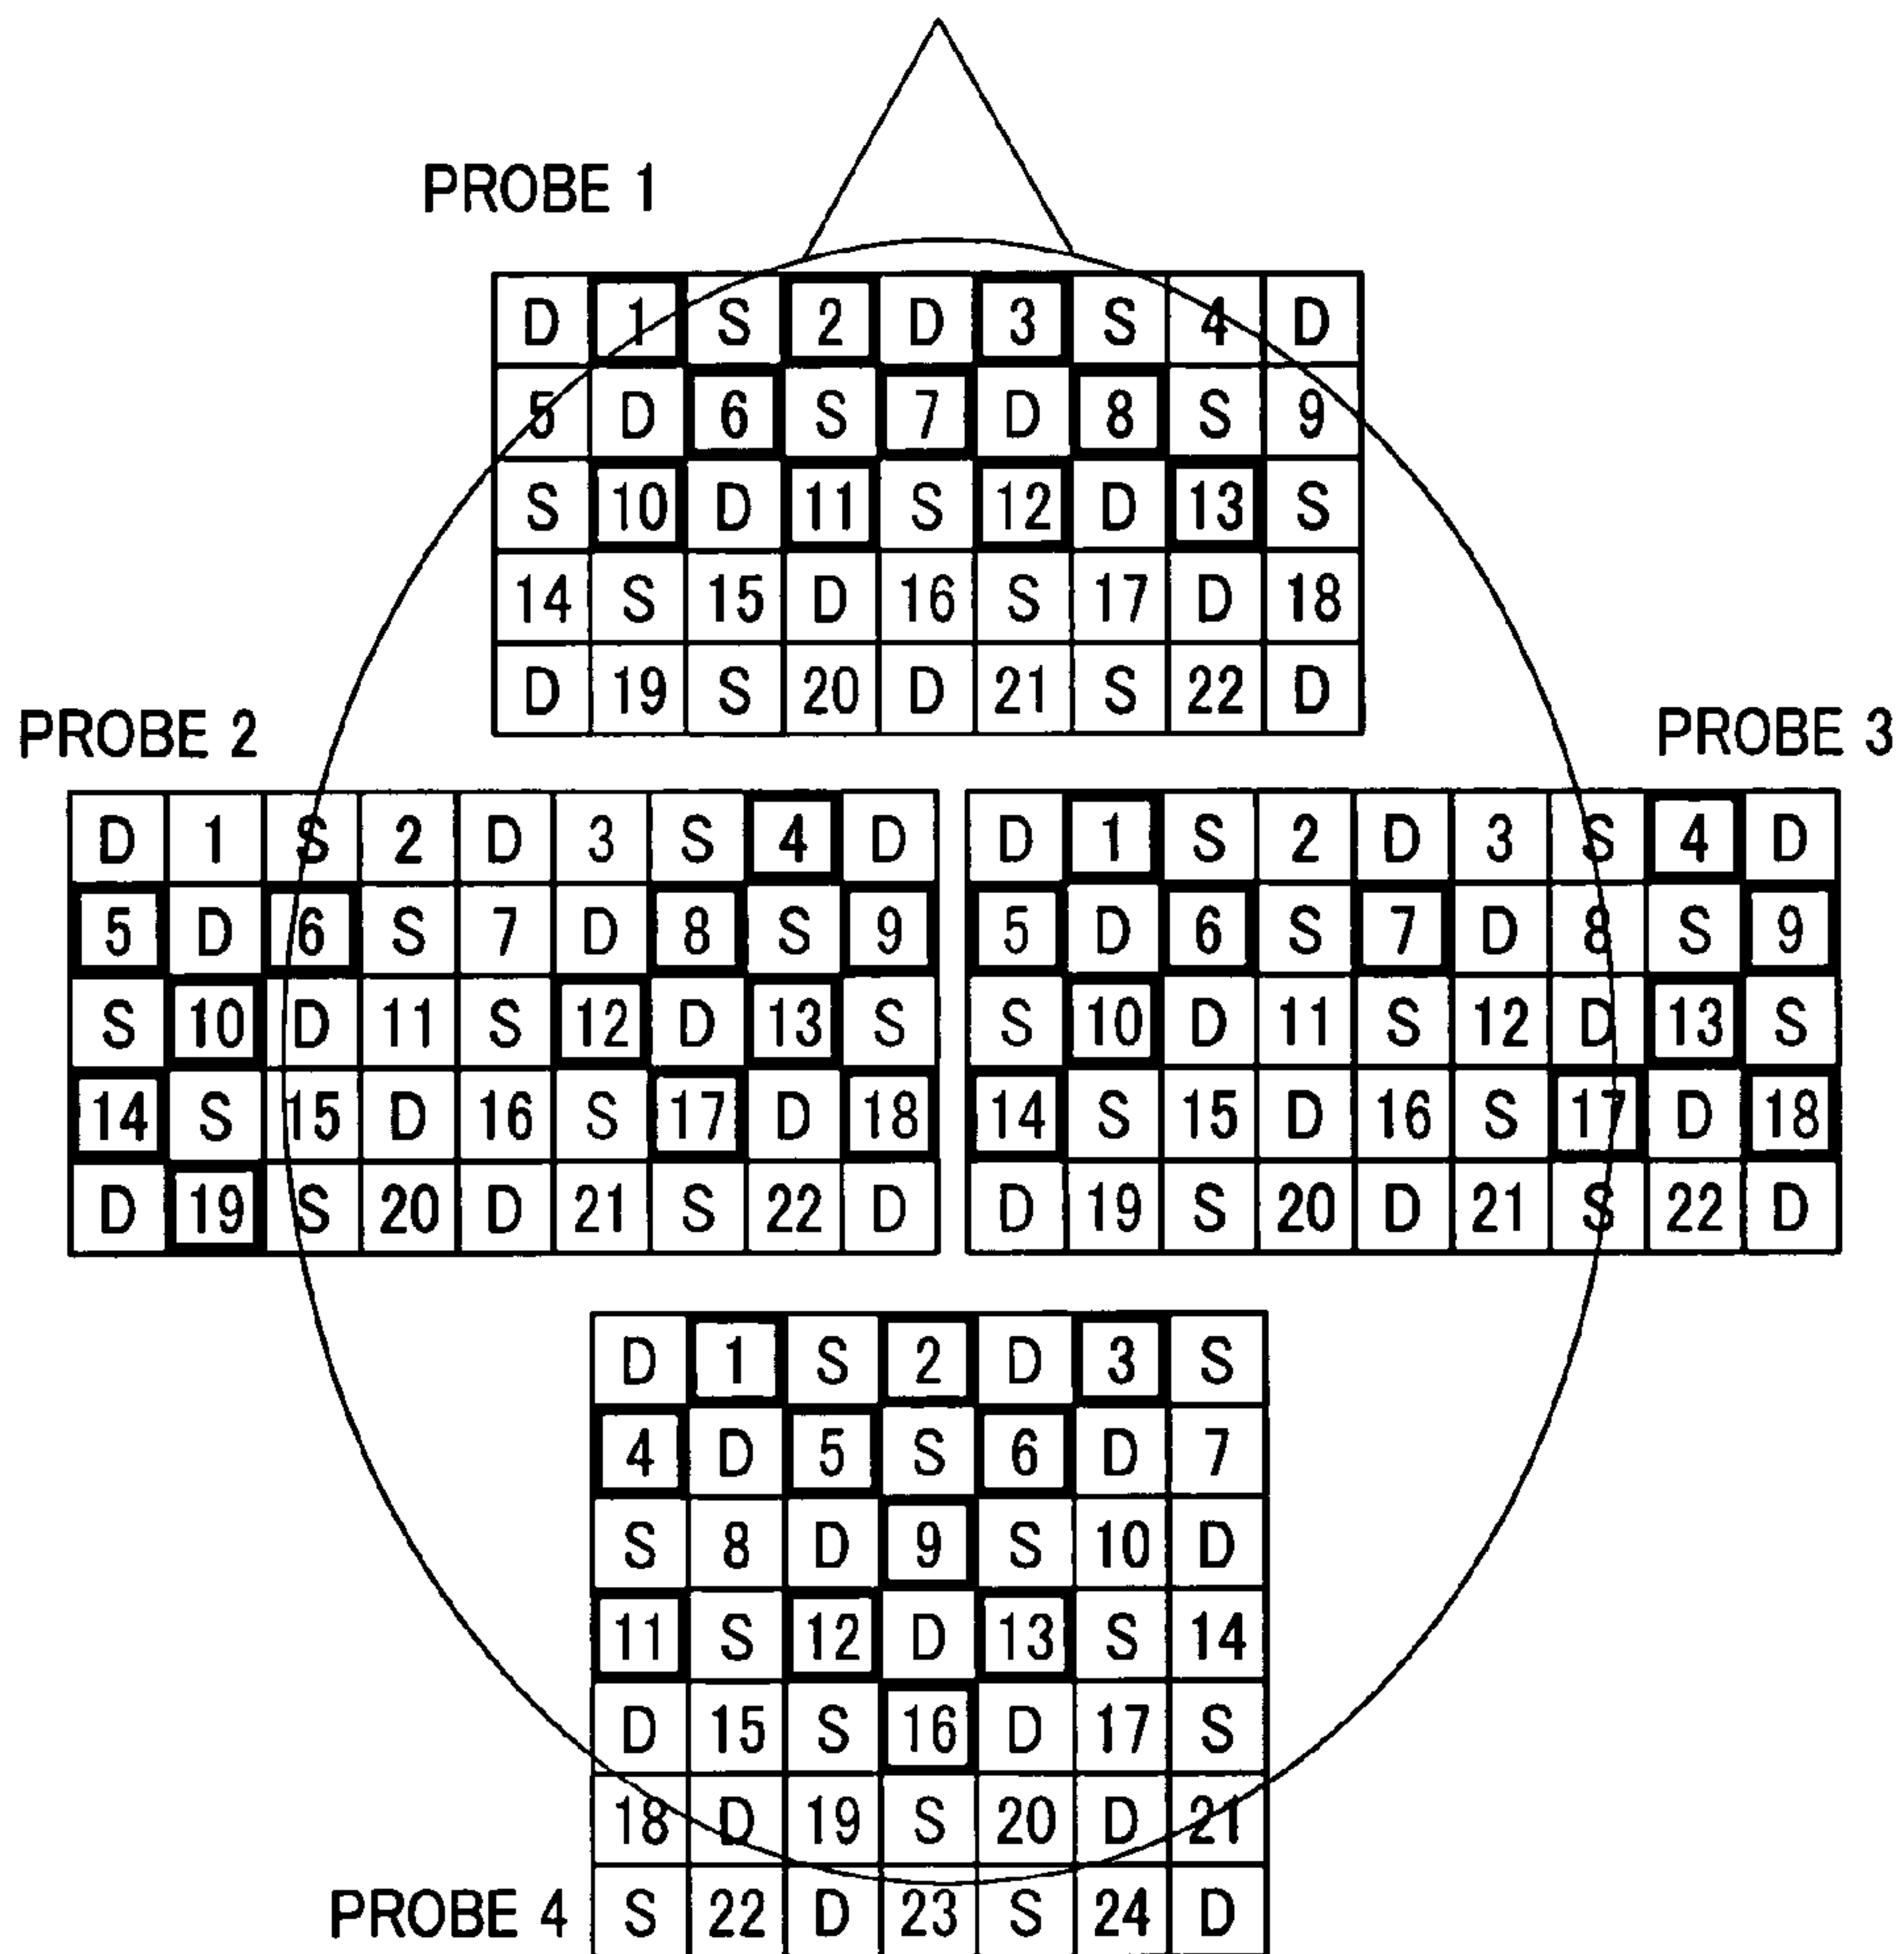 PROBE 1
D 1 S 2 D 3 S 4 D
5 D 6 S 7 D 8 S 9
S 10 D 11 S 12 D 13 S
14 S 15 D 16 S 17 D 18
D 19 S 20 D 21 S 22 D
PROBE 2
D 1 S 2 D 3 S 4 D
5 D 6 S 7 D 8 S 9
S 10 D 11 S 12 D 13 S
14 S 15 D 16 S 17 D 18
D 19 S 20 D 21 S 22 D
PROBE 3
D 1 S 2 D 3 S 4 D
5 D 6 S 7 D 8 S 9
S 10 D 11 S 12 D 13 S
14 S 15 D 16 S 17 D 18
D 19 S 20 D 21 S 22 D
D 1 S 2 D 3 S
4 D 5 S 6 D 7
S 8 D 9 S 10 D
11 S 12 D 13 S 14
D 15 S 16 D 17 S
18 D 19 S 20 D 21
PROBE 4
S 22 D 23 S 24 D